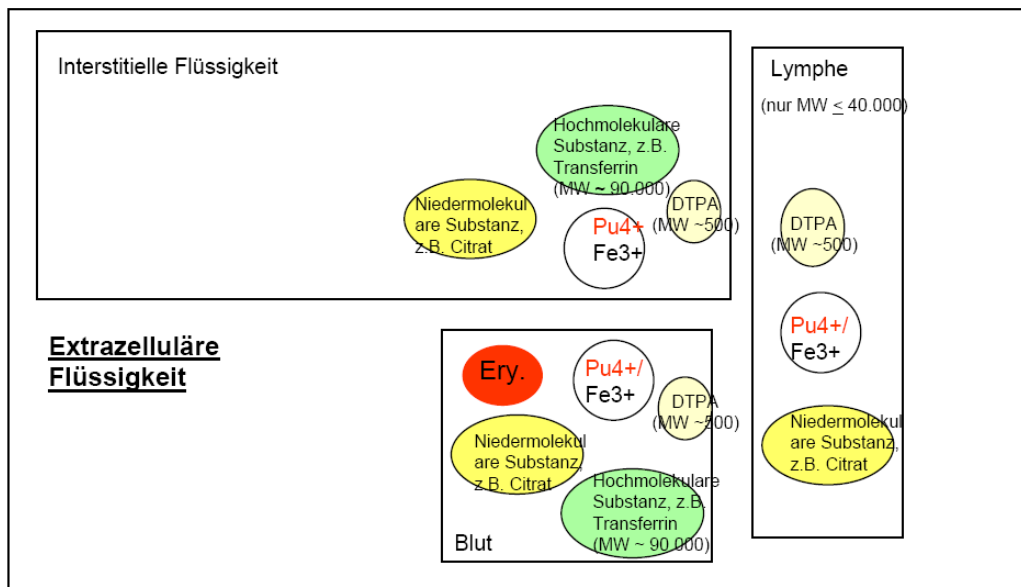 Interstitielle Flüssigkeit
Hochmolekulare
Substanz, z.B.
Transferrin
(MW ~ 90.000)
Niedermolekul
are Substanz,
z.B. Citrat
DTPA
(MW ~500)
Pu4+
Fe3+
Lymphe
(nur MW ≤ 40.000)
DTPA
(MW ~500)
Pu4+/
Fe3+
Niedermolekul
are Substanz,
z.B. Citrat
Extrazelluläre
Flüssigkeit
Ery.
Pu4+/
Fe3+
DTPA
(MW ~500)
Niedermolekul
are Substanz,
z.B. Citrat
Hochmolekulare
Substanz, z.B.
Transferrin
(MW ~ 90.000)
Blut